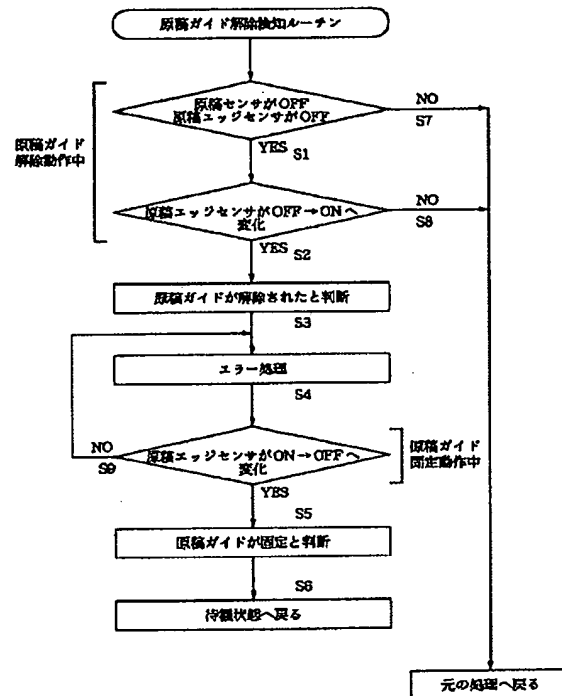 原稿ガイド解除検知ルーチン
原稿センサがOFF
原稿エッジセンサがOFF
NO
S7
YES
S1
原稿ガイド
解除動作中
原稿エッジセンサがOFF→ONへ
変化
NO
S8
YES
S2
原稿ガイドが解除されたと判断
S3
エラー処理
S4
NO
S9
原稿エッジセンサがON→OFFへ
変化
原稿ガイド
固定動作中
YES
S5
原稿ガイドが固定と判断
S6
待機状態へ戻る
元の処理へ戻る